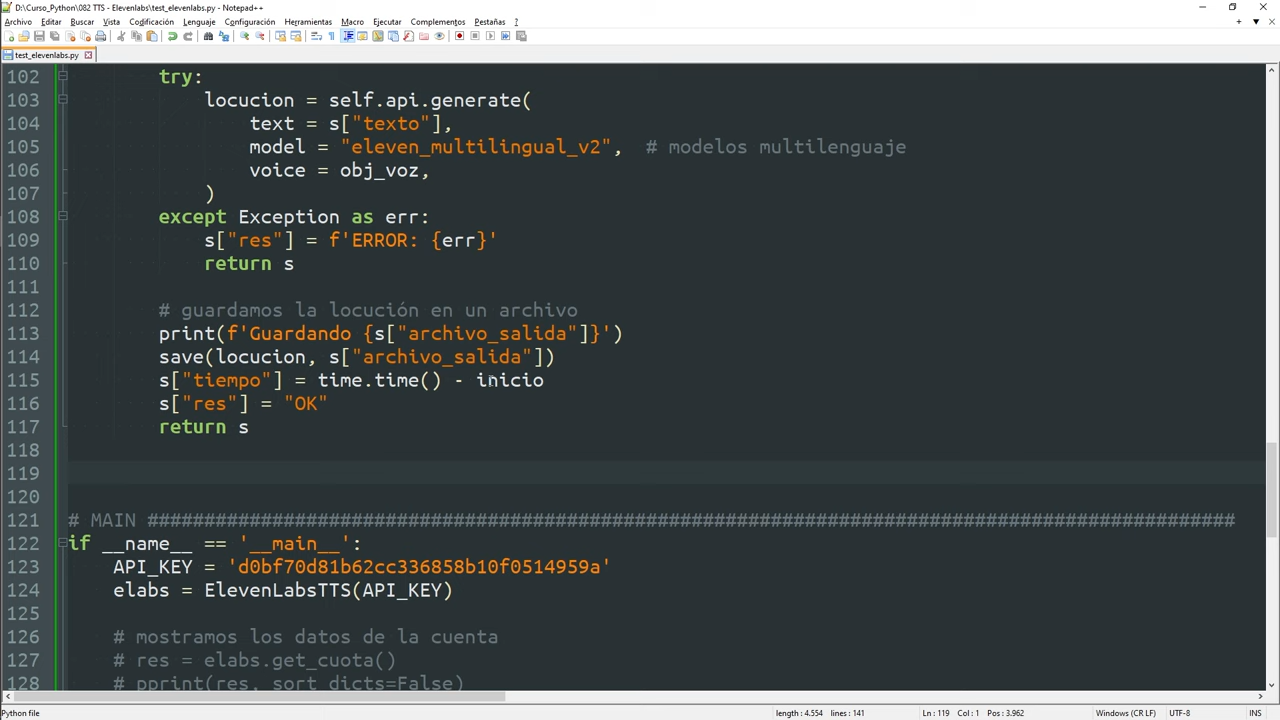 D:\Curso_Python\082 TTS - Elevenlabs\test_elevenlabs.py - Notepad++
Archivo Editar Buscar Vista Codificación Lenguaje Configuración Herramientas Macro Ejecutar Complementos Pestañas ?
test_elevenlabs.py
102 try:
103 locucion = self.api.generate(
104 text = s["texto"],
105 model = "eleven_multilingual_v2", # modelos multilenguaje
106 voice = obj_voz,
107 )
108 except Exception as err:
109 s["res"] = f'ERROR: {err}'
110 return s
111
112 # guardamos la locución en un archivo
113 print(f'Guardando {s["archivo_salida"]}')
114 save(locucion, s["archivo_salida"])
115 s["tiempo"] = time.time() - inicio
116 s["res"] = "OK"
117 return s
118
119
120
121 # MAIN ################################################################################################
122 if __name__ == '__main__':
123 API_KEY = 'd0bf70d81b62cc336858b10f0514959a'
124 elabs = ElevenLabsTTS(API_KEY)
125
126 # mostramos los datos de la cuenta
127 # res = elabs.get_cuota()
128 # pprint(res, sort_dicts=False)
Python file length : 4.554 lines : 141 Ln : 119 Col : 1 Pos : 3.962 Windows (CR LF) UTF-8 INS